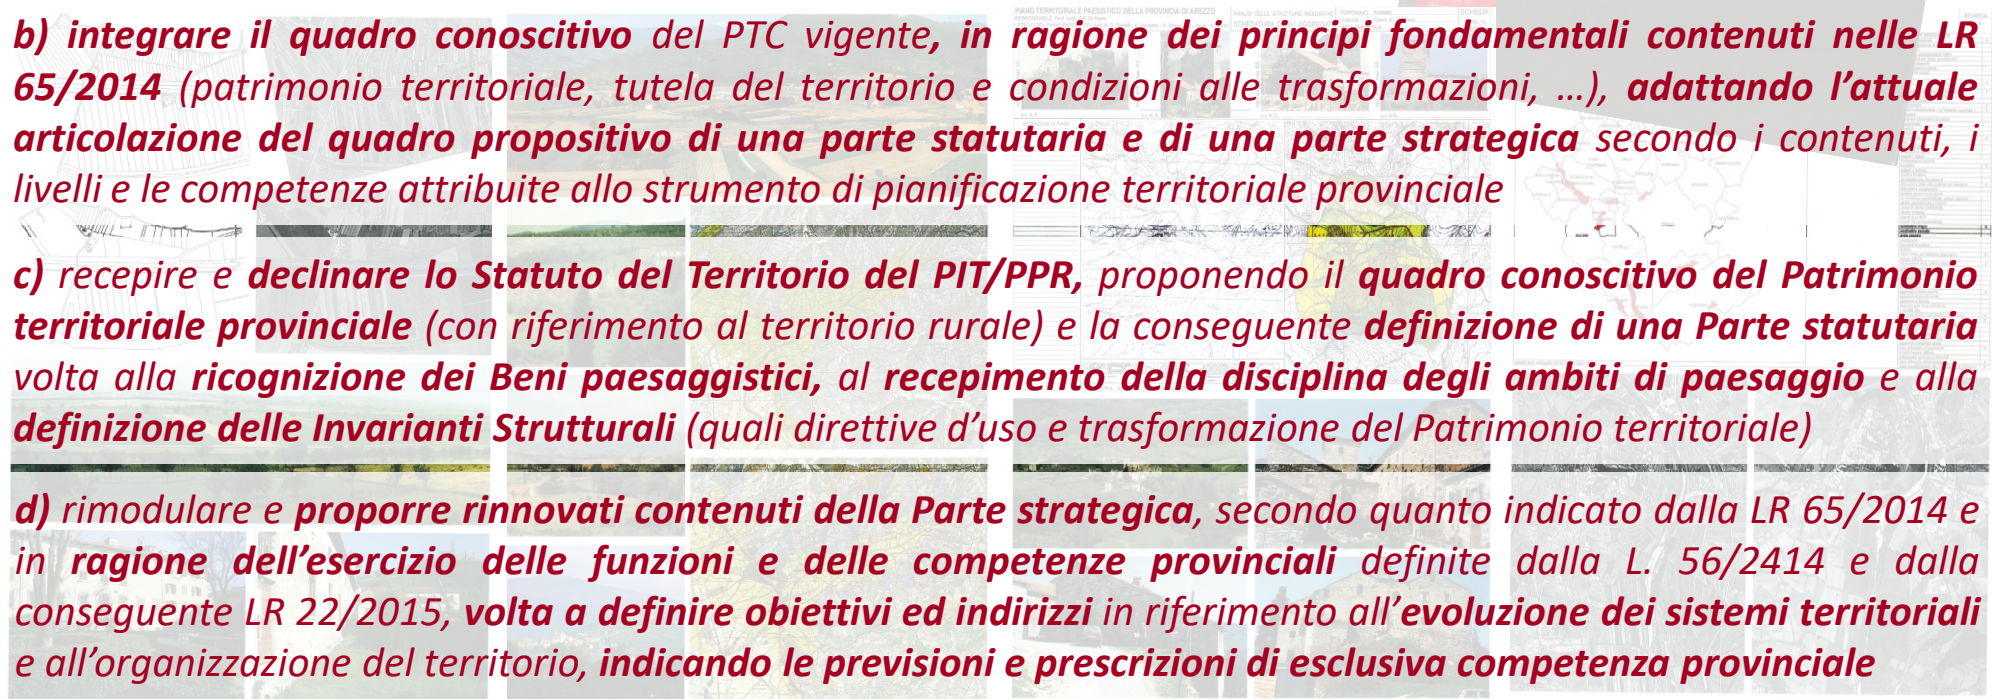 PIANO TERRITORIALE PAESISTICO DELLA PROVINCIA DI AREZZO
b) integrare il quadro conoscitivo del PTC vigente, in ragione dei principi fondamentali contenuti nelle LR
65/2014 (patrimonio territoriale, tutela del territorio e condizioni alle trasformazioni, …), adattando l’attuale
articolazione del quadro propositivo di una parte statutaria e di una parte strategica secondo i contenuti, i
livelli e le competenze attribuite allo strumento di pianificazione territoriale provinciale
c) recepire e declinare lo Statuto del Territorio del PIT/PPR, proponendo il quadro conoscitivo del Patrimonio
territoriale provinciale (con riferimento al territorio rurale) e la conseguente definizione di una Parte statutaria
volta alla ricognizione dei Beni paesaggistici, al recepimento della disciplina degli ambiti di paesaggio e alla
definizione delle Invarianti Strutturali (quali direttive d’uso e trasformazione del Patrimonio territoriale)
d) rimodulare e proporre rinnovati contenuti della Parte strategica, secondo quanto indicato dalla LR 65/2014 e
in ragione dell’esercizio delle funzioni e delle competenze provinciali definite dalla L. 56/2414 e dalla
conseguente LR 22/2015, volta a definire obiettivi ed indirizzi in riferimento all’evoluzione dei sistemi territoriali
e all’organizzazione del territorio, indicando le previsioni e prescrizioni di esclusiva competenza provinciale